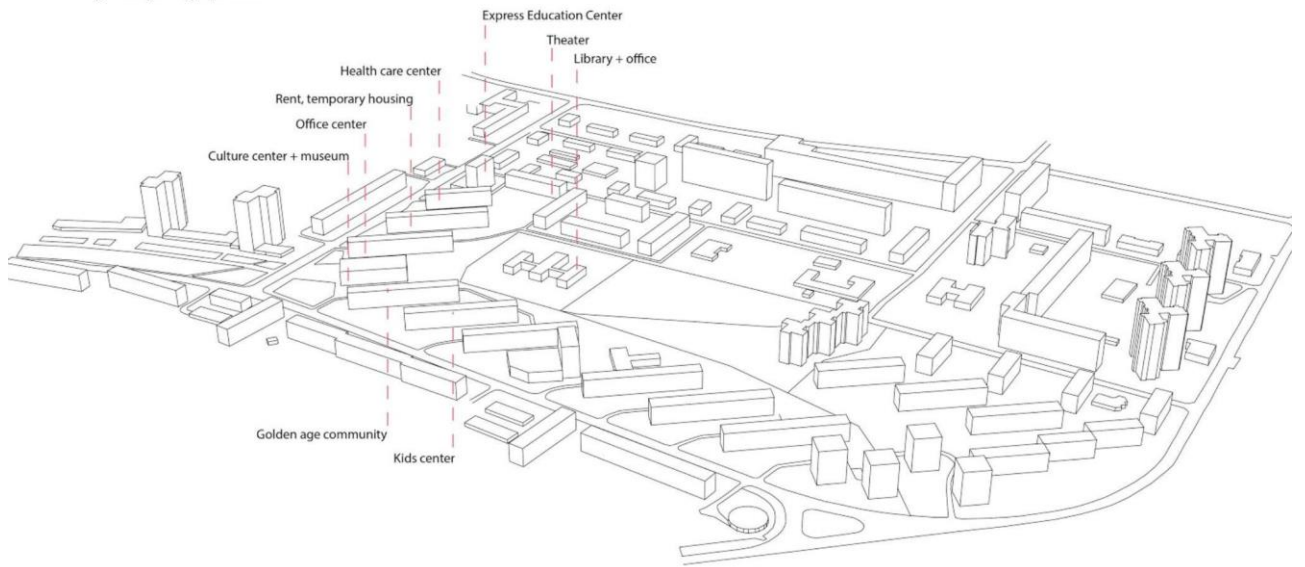 Express Education Center
Theater
Library + office
Health care center
Rent, temporary housing
Office center
Culture center + museum
Golden age community
Kids center